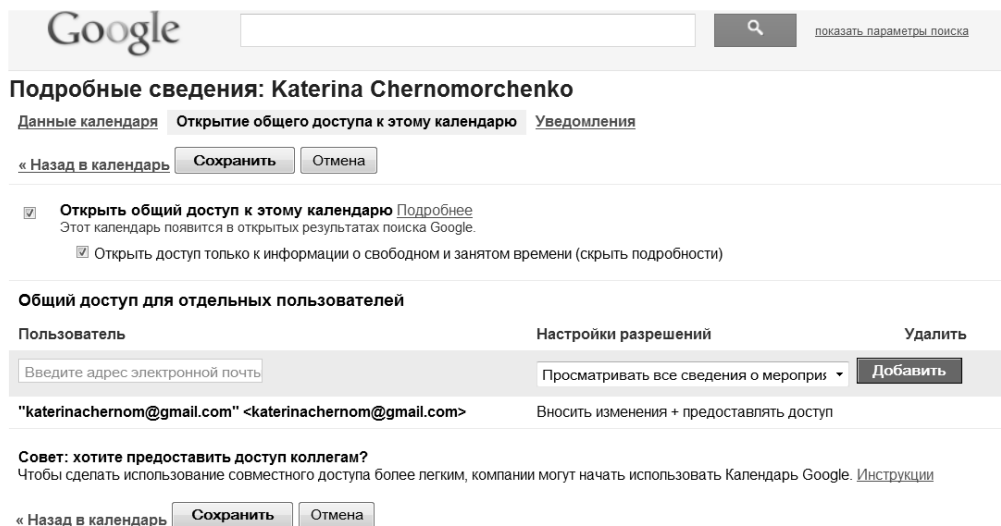 Google
показать параметры поиска
Подробные сведения: Katerina Chernomorchenko
Данные календаря Открытие общего доступа к этому календарю Уведомления
« Назад в календарь Сохранить Отмена
Открыть общий доступ к этому календарю Подробнее
Этот календарь появится в открытых результатах поиска Google.
Открыть доступ только к информации о свободном и занятом времени (скрыть подробности)
Общий доступ для отдельных пользователей
Пользователь Настройки разрешений Удалить
Введите адрес электронной почть Просматривать все сведения о мероприя Добавить
"katerinachernom@gmail.com" <katerinachernom@gmail.com> Вносить изменения + предоставлять доступ
Совет: хотите предоставить доступ коллегам?
Чтобы сделать использование совместного доступа более легким, компании могут начать использовать Календарь Google. Инструкции
« Назад в календарь Сохранить Отмена